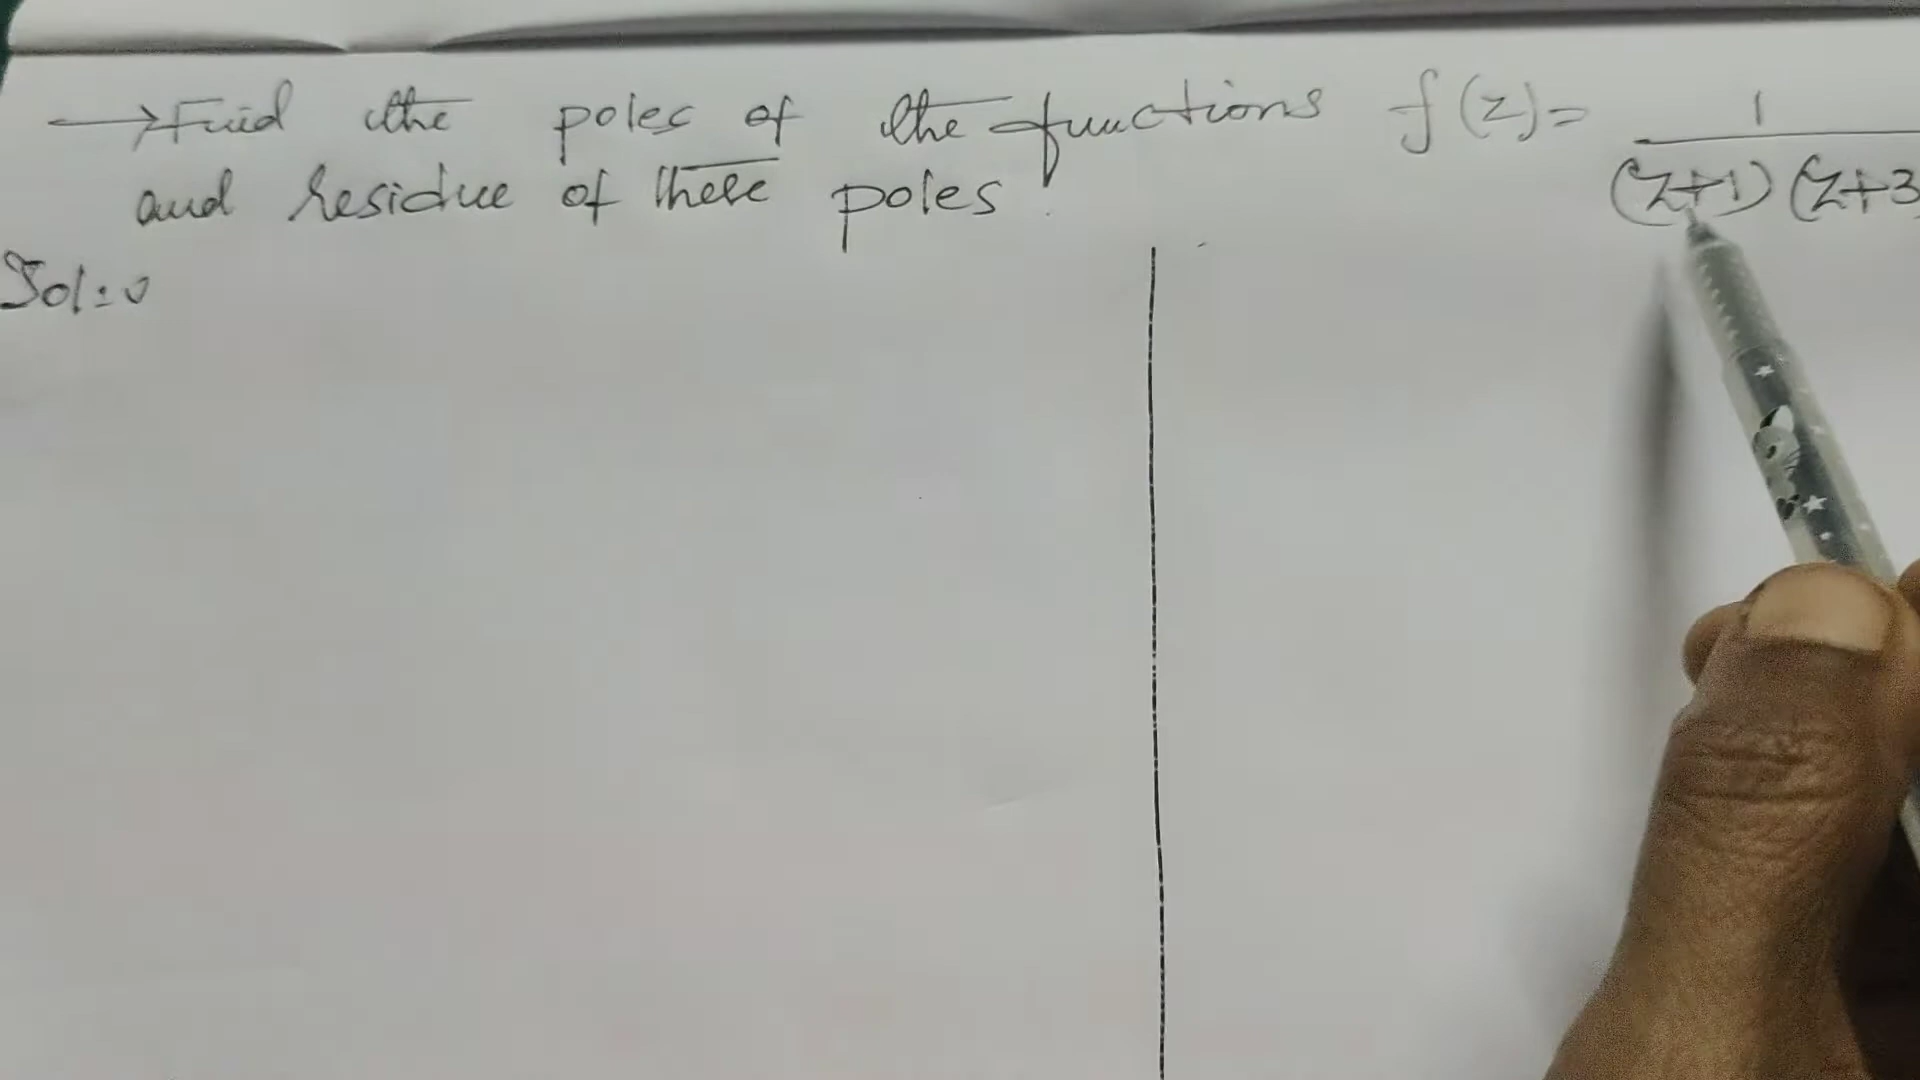 → Find the poles of the functions f(z) = 1 / (z+1)(z+3)
and residue of these poles.
Sol:-